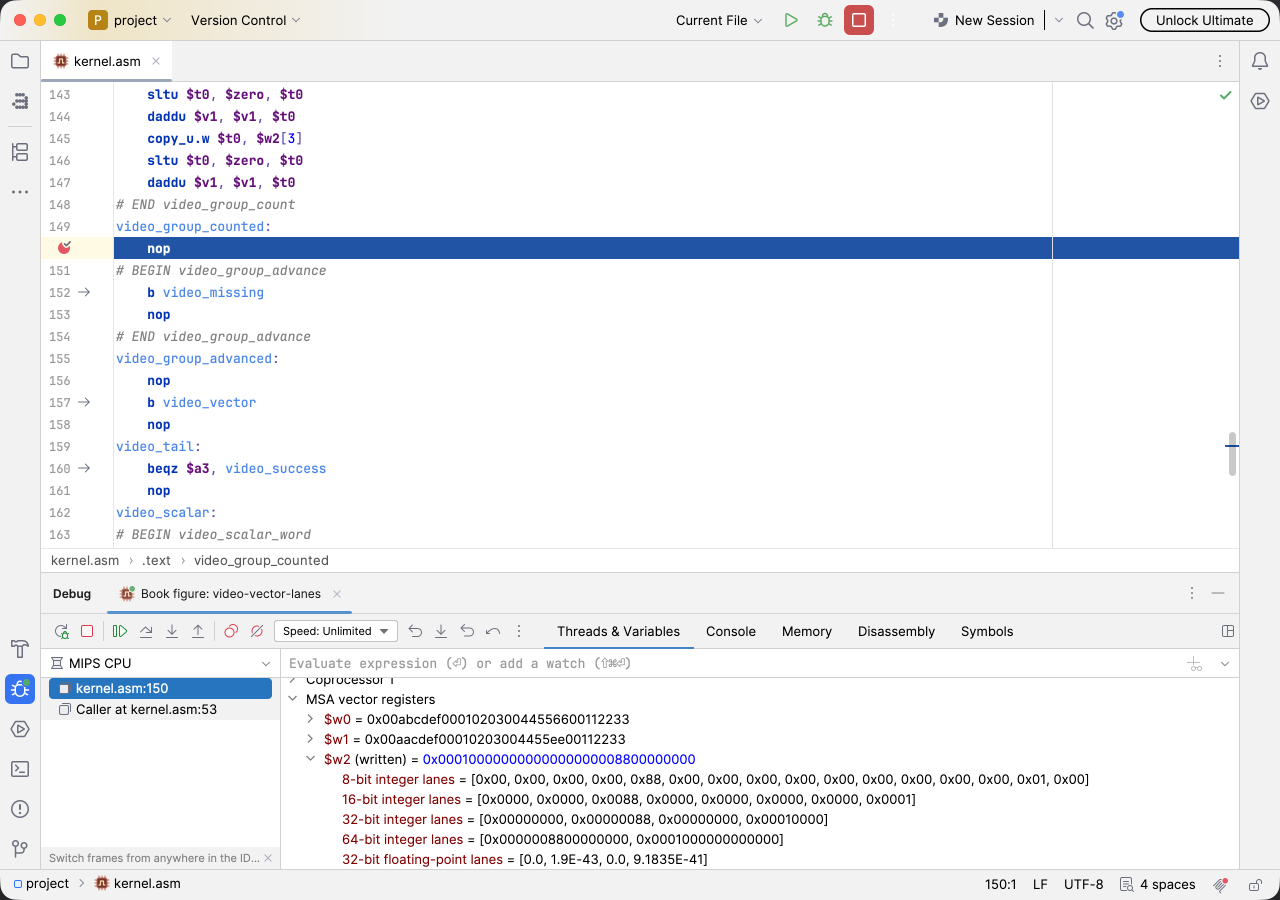 P project Version Control Current File New Session Unlock Ultimate
kernel.asm
143 sltu $t0, $zero, $t0
144 daddu $v1, $v1, $t0
145 copy_u.w $t0, $w2[3]
146 sltu $t0, $zero, $t0
147 daddu $v1, $v1, $t0
148 # END video_group_count
149 video_group_counted:
nop
151 # BEGIN video_group_advance
152 b video_missing
153 nop
154 # END video_group_advance
155 video_group_advanced:
156 nop
157 b video_vector
158 nop
159 video_tail:
160 beqz $a3, video_success
161 nop
162 video_scalar:
163 # BEGIN video_scalar_word
kernel.asm › .text › video_group_counted
Debug Book figure: video-vector-lanes
Speed: Unlimited Threads & Variables Console Memory Disassembly Symbols
MIPS CPU
kernel.asm:150
Caller at kernel.asm:53
Switch frames from anywhere in the ID...
Evaluate expression (⏎) or add a watch (⇧⌘⏎)
Coprocessor 1
MSA vector registers
$w0 = 0x00abcdef000102030044556600112233
$w1 = 0x00aacdef00010203004455ee00112233
$w2 (written) = 0x00010000000000000000008800000000
8-bit integer lanes = [0x00, 0x00, 0x00, 0x00, 0x88, 0x00, 0x00, 0x00, 0x00, 0x00, 0x00, 0x00, 0x00, 0x00, 0x01, 0x00]
16-bit integer lanes = [0x0000, 0x0000, 0x0088, 0x0000, 0x0000, 0x0000, 0x0000, 0x0001]
32-bit integer lanes = [0x00000000, 0x00000088, 0x00000000, 0x00010000]
64-bit integer lanes = [0x0000008800000000, 0x0001000000000000]
32-bit floating-point lanes = [0.0, 1.9E-43, 0.0, 9.1835E-41]
project › kernel.asm 150:1 LF UTF-8 4 spaces